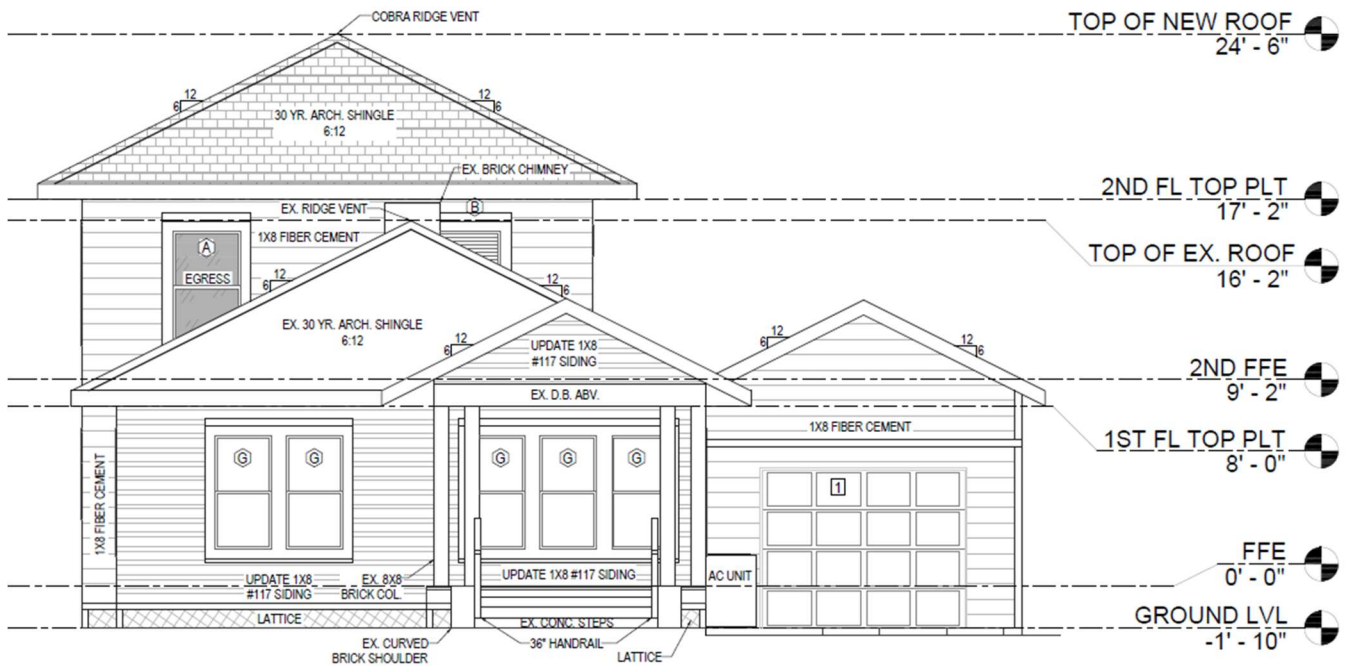 COBRA RIDGE VENT
TOP OF NEW ROOF
24' - 6"
12
6
12
6
30 YR. ARCH. SHINGLE
6:12
EX. BRICK CHIMNEY
2ND FL TOP PLT
17' - 2"
EX. RIDGE VENT
B
1X8 FIBER CEMENT
A
EGRESS
TOP OF EX. ROOF
16' - 2"
12
6
12
6
EX. 30 YR. ARCH. SHINGLE
6:12
12
6
UPDATE 1X8
#117 SIDING
12
6
12
6
2ND FFE
9' - 2"
EX. D.B. ABV.
1X8 FIBER CEMENT
1ST FL TOP PLT
8' - 0"
G
G
G
G
G
1
1X8 FIBER CEMENT
FFE
0' - 0"
UPDATE 1X8
#117 SIDING
EX. 8X8
BRICK COL.
UPDATE 1X8 #117 SIDING
AC UNIT
LATTICE
EX. CONC. STEPS
GROUND LVL
-1' - 10"
EX. CURVED
BRICK SHOULDER
36" HANDRAIL
LATTICE